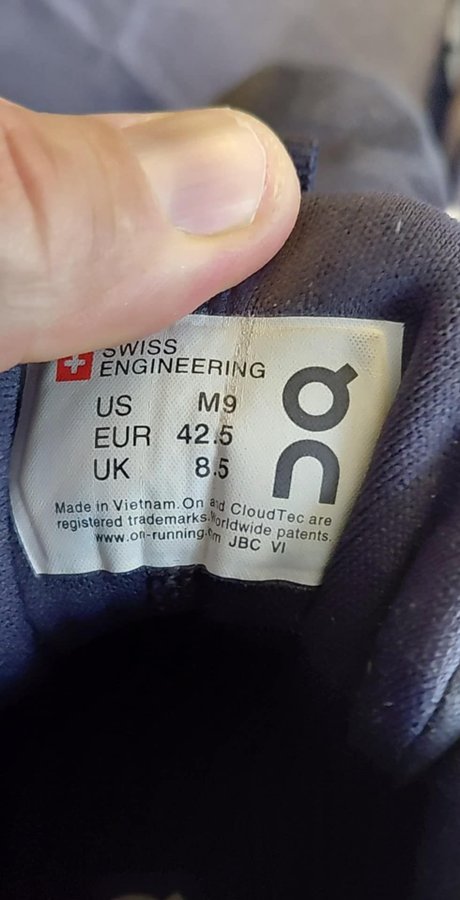 SWISS
ENGINEERING
US M9
EUR 42.5
UK 8.5
Made in Vietnam. On and CloudTec are
registered trademarks. Worldwide patents.
www.on-running.com JBC VI
On